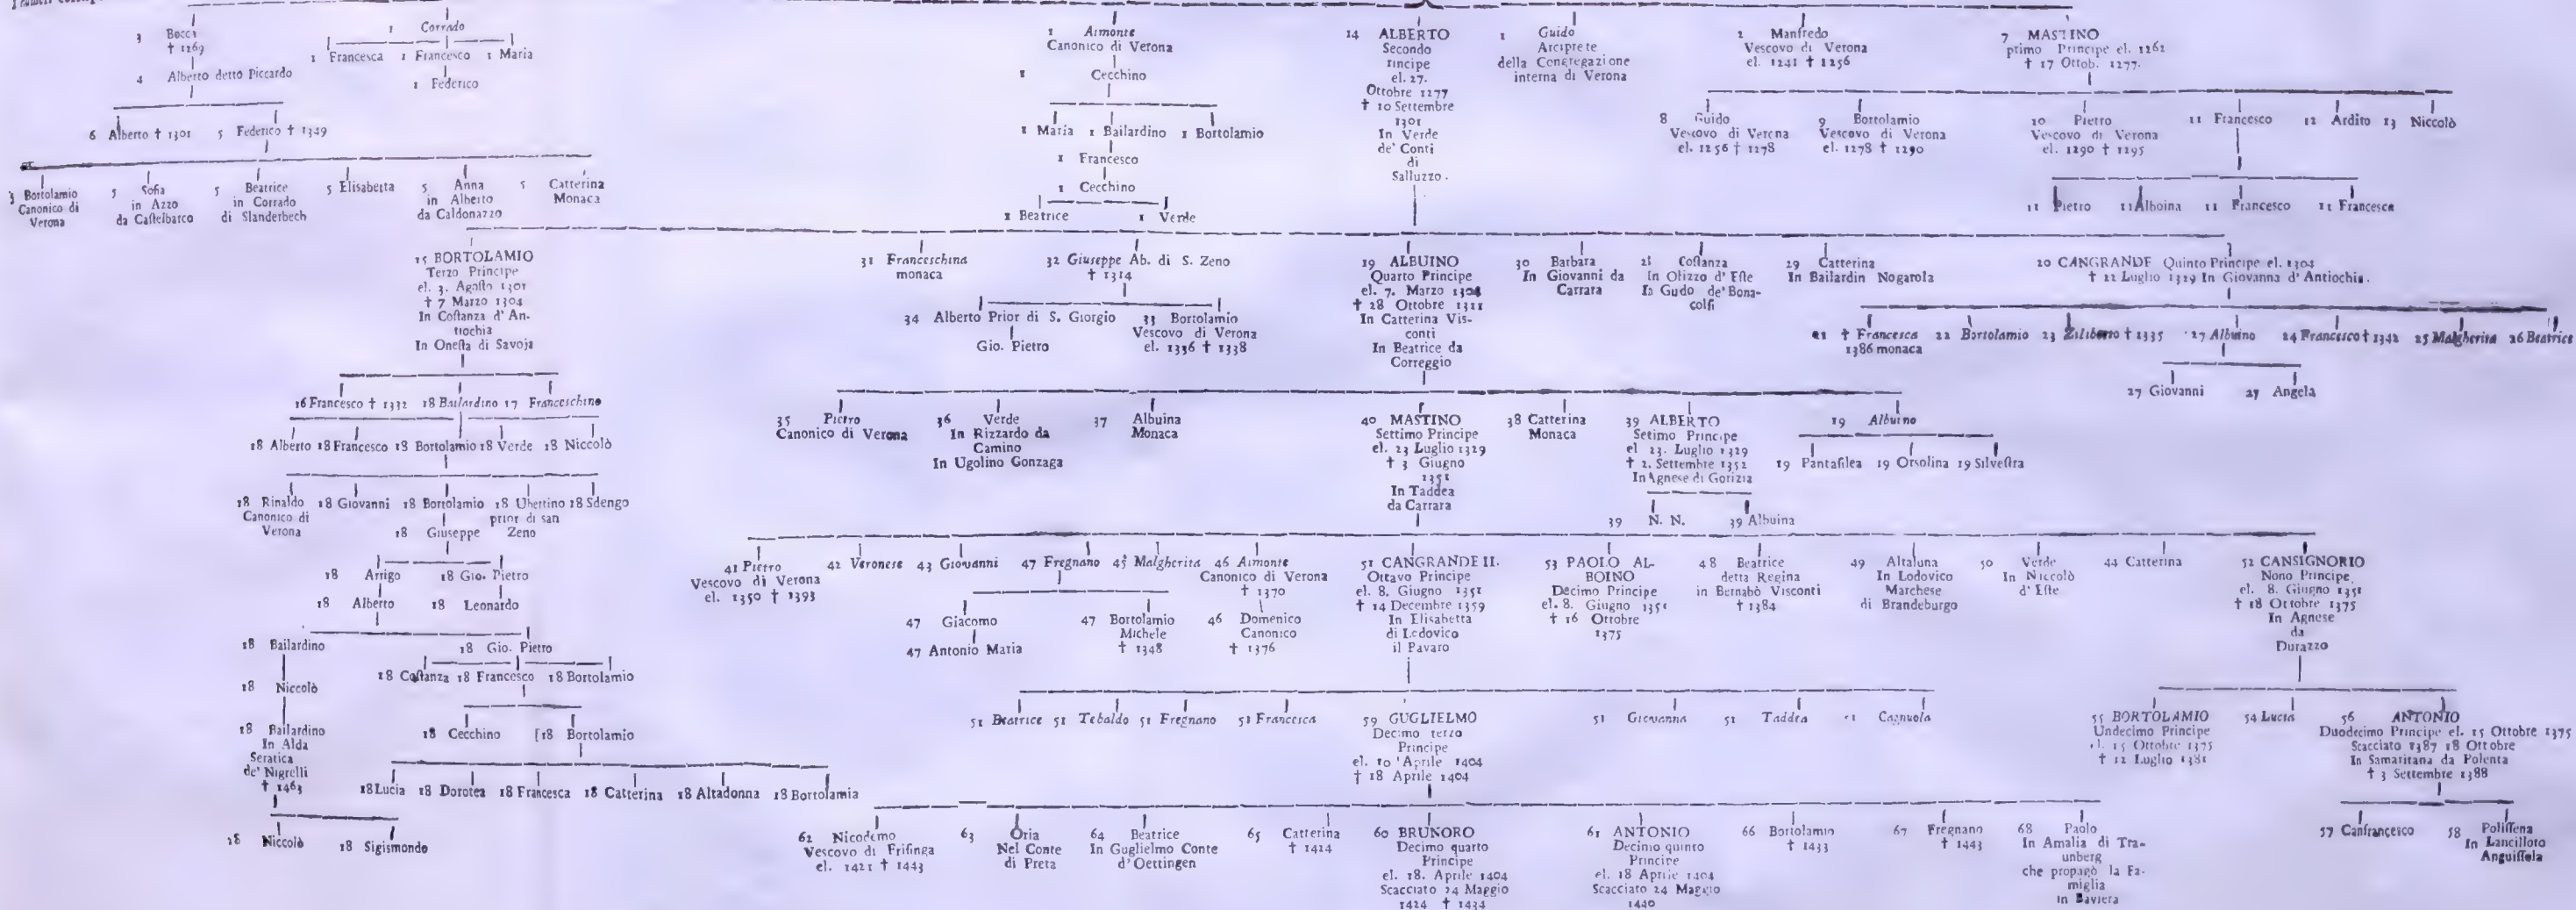 3 Bocca
† 1269
4 Alberto detto Piccardo
6 Alberto † 1301 5 Federico † 1349
Bortolamio
Canonico di
Verona
5 Sofia
in Azzo
da Caſtelbarco
5 Beatrice
in Corrado
di Slanderbech
5 Elisabetta
5 Anna
in Alberto
da Caldonazzo
5 Catterina
Monaca
1 Corrado
1 Francesca 1 Francesco 1 Maria
1 Federico
1 Aimonte
Canonico di Verona
1 Cecchino
1 Maria 1 Bailardino 1 Bortolamio
1 Francesco
1 Cecchino
1 Beatrice 1 Verde
14 ALBERTO
Secondo
rincipe
el. 27.
Ottobre 1277
† 10 Settembre
1301
In Verde
de' Conti
di
Salluzzo.
1 Guido
Arciprete
della Congregazione
interna di Verona
2 Manfredo
Vescovo di Verona
el. 1241 † 1256
7 MASTINO
primo Principe el. 1262
† 17 Ottob. 1277.
8 Guido
Vescovo di Verona
el. 1256 † 1278
9 Bortolamio
Vescovo di Verona
el. 1278 † 1290
10 Pietro
Vescovo di Verona
el. 1290 † 1295
11 Francesco 12 Ardito 13 Niccolò
11 Pietro 11 Alboina 11 Francesco 11 Francesca
15 BORTOLAMIO
Terzo Principe
el. 3. Agoſto 1301
† 7 Marzo 1304
In Coſtanza d' An-
tiochia
In Oneſta di Savoja
31 Franceschina
monaca
32 Giuseppe Ab. di S. Zeno
† 1314
34 Alberto Prior di S. Giorgio
Gio. Pietro
33 Bortolamio
Vescovo di Verona
el. 1336 † 1338
19 ALBUINO
Quarto Principe
el. 7. Marzo 1304
† 28 Ottobre 1311
In Catterina Vis-
conti
In Beatrice da
Correggio
30 Barbara
In Giovanni da
Carrara
28 Coſtanza
In Obizzo d' Eſte
In Guido de' Bona-
colſi
29 Catterina
In Bailardin Nogarola
20 CANGRANDE Quinto Principe el. 1304
† 22 Luglio 1329 In Giovanna d' Antiochia.
21 † Francesca
1386 monaca
22 Bortolamio 23 Ziliberto † 1335 27 Albuino 24 Francesco † 1342 25 Malgherita 26 Beatrice
27 Giovanni 27 Angela
16 Francesco † 1332 18 Bailardino 17 Franceschino
18 Alberto 18 Francesco 18 Bortolamio 18 Verde 18 Niccolò
18 Rinaldo
Canonico di
Verona
18 Giovanni 18 Bortolamio
18 Ubertino
prior di san
Zeno
18 Sdengo
18 Giuseppe
18 Arrigo 18 Gio. Pietro
18 Alberto 18 Leonardo
18 Bailardino 18 Gio. Pietro
18 Coſtanza 18 Francesco 18 Bortolamio
18 Niccolò
18 Cecchino [18 Bortolamio
18 Bailardino
In Alda
Seratica
de' Nigrelli
† 1463
18 Lucia 18 Dorotea 18 Francesca 18 Catterina 18 Altadonna 18 Bortolamia
18 Niccolò 18 Sigismondo
35 Pietro
Canonico di Verona
36 Verde
In Rizzardo da
Camino
In Ugolino Gonzaga
37 Albuina
Monaca
40 MASTINO
Settimo Principe
el. 23 Luglio 1329
† 3 Giugno
1351
In Taddea
da Carrara
38 Catterina
Monaca
39 ALBERTO
Setimo Principe
el 23. Luglio 1329
† 2. Settembre 1352
In Agnese di Gorizia
39 N. N. 39 Albuina
19 Albuino
19 Pantaſilea 19 Orsolina 19 Silveſtra
41 Pietro
Vescovo di Verona
el. 1350 † 1393
42 Veronese 43 Giovanni 47 Fregnano 45 Malgherita
46 Aimonte
Canonico di Verona
† 1370
47 Giacomo
47 Antonio Maria
47 Bortolamio
Michele
† 1348
46 Domenico
Canonico
† 1376
51 CANGRANDE II.
Ottavo Principe
el. 8. Giugno 1351
† 14 Decembre 1359
In Elisabetta
di Lodovico
il Pavaro
53 PAOLO AL-
BOINO
Decimo Principe
el. 8. Giugno 1351
† 16 Ottobre
1375
48 Beatrice
detta Regina
in Bernabò Visconti
† 1384
49 Altaluna
In Lodovico
Marchese
di Brandeburgo
50 Verde
In Niccolò
d' Eſte
44 Catterina
52 CANSIGNORIO
Nono Principe
el. 8. Giugno 1351
† 18 Ottobre 1375
In Agnese
da
Durazzo
51 Beatrice 51 Tebaldo 51 Fregnano 51 Francesca
59 GUGLIELMO
Decimo terzo
Principe
el. 10 Aprile 1404
† 18 Aprile 1404
51 Giovanna 51 Taddea Cagnuola
55 BORTOLAMIO
Undecimo Principe
el. 15 Ottobre 1375
† 12 Luglio 1381
54 Lucia
56 ANTONIO
Duodecimo Principe el. 15 Ottobre 1375
Scacciato 1387 18 Ottobre
In Samaritana da Polenta
† 3 Settembre 1388
57 Canfrancesco
58 Poliſſena
In Lancilloto
Anguiſſola
62 Nicodemo
Vescovo di Friſinga
el. 1421 † 1443
63 Oria
Nel Conte
di Preta
64 Beatrice
In Guglielmo Conte
d'Oettingen
65 Catterina
† 1424
60 BRUNORO
Decimo quarto
Principe
el. 18. Aprile 1404
Scacciato 24 Maggio
1424 † 1434
61 ANTONIO
Decimo quinto
Principe
el. 18 Aprile 1404
Scacciato 24 Maggio
1440
66 Bortolamio
† 1433
67 Fregnano
† 1443
68 Paolo
In Amalia di Tra-
unberg
che propagò la Fa-
miglia
in Baviera